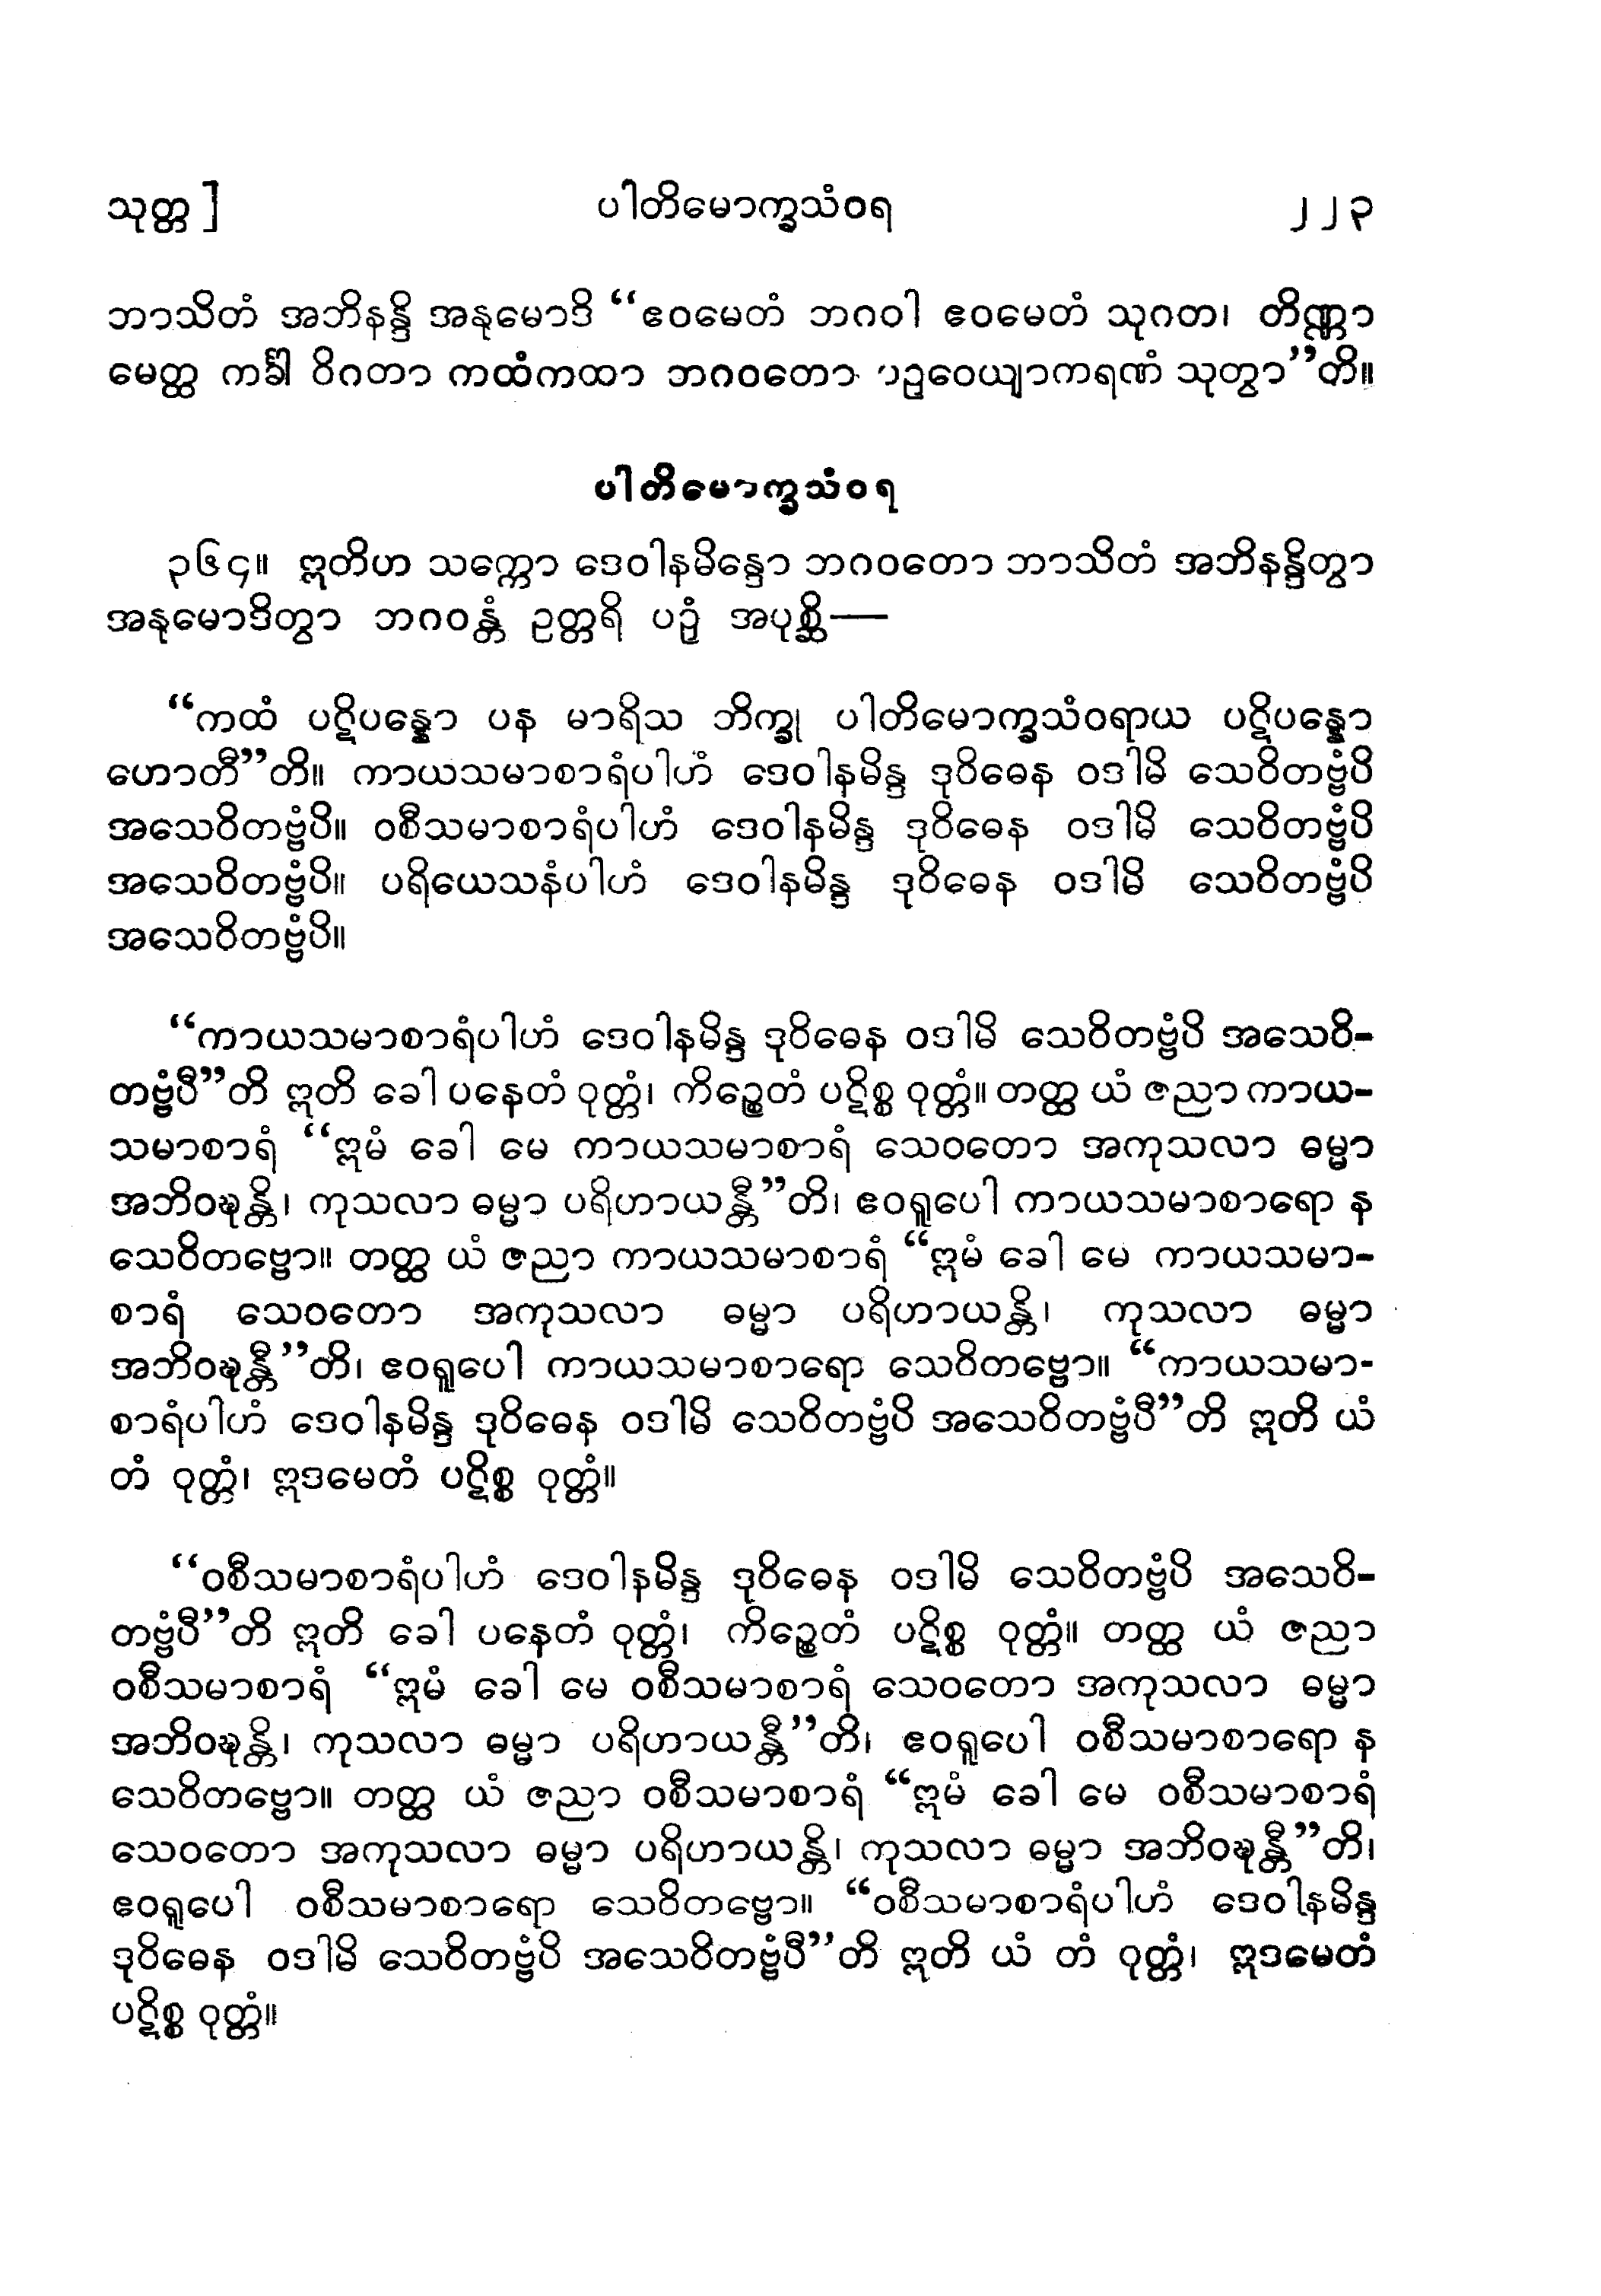 သုတ္တ ] ပါတိမောက္ခသံဝရ ၂၂၃
ဘာသိတံ အဘိနန္ဒိ အနုမောဒိ “ဧဝမေတံ ဘဂဝါ ဧဝမေတံ သုဂတ၊ တိဏ္ဏာ
မေတ္ထ ကင်္ခါ ဝိဂတာ ကထံကထာ ဘဂဝတော ပဉှဝေယျာကရဏံ သုတွာ”တိ။
ပါတိမောက္ခသံဝရ
၃၆၄။ ဣတိဟ သက္ကော ဒေဝါနမိန္ဒော ဘဂဝတော ဘာသိတံ အဘိနန္ဒိတွာ
အနုမောဒိတွာ ဘဂဝန္တံ ဥတ္တရိ ပဉှံ အပုစ္ဆိ—
“ကထံ ပဋိပန္နော ပန မာရိသ ဘိက္ခု ပါတိမောက္ခသံဝရာယ ပဋိပန္နော
ဟောတီ”တိ။ ကာယသမာစာရံပါဟံ ဒေဝါနမိန္ဒ ဒုဝိဓေန ဝဒါမိ သေဝိတဗ္ဗံပိ
အသေဝိတဗ္ဗံပိ။ ဝစီသမာစာရံပါဟံ ဒေဝါနမိန္ဒ ဒုဝိဓေန ဝဒါမိ သေဝိတဗ္ဗံပိ
အသေဝိတဗ္ဗံပိ။ ပရိယေသနံပါဟံ ဒေဝါနမိန္ဒ ဒုဝိဓေန ဝဒါမိ သေဝိတဗ္ဗံပိ
အသေဝိတဗ္ဗံပိ။
“ကာယသမာစာရံပါဟံ ဒေဝါနမိန္ဒ ဒုဝိဓေန ဝဒါမိ သေဝိတဗ္ဗံပိ အသေဝိ-
တဗ္ဗံပီ”တိ ဣတိ ခေါ ပနေတံ ဝုတ္တံ၊ ကိဉ္စေတံ ပဋိစ္စ ဝုတ္တံ။ တတ္ထ ယံ ဇညာ ကာယ-
သမာစာရံ “ဣမံ ခေါ မေ ကာယသမာစာရံ သေဝတော အကုသလာ ဓမ္မာ
အဘိဝဍ္ဎန္တိ၊ ကုသလာ ဓမ္မာ ပရိဟာယန္တီ”တိ၊ ဧဝရူပေါ ကာယသမာစာရော န
သေဝိတဗ္ဗော။ တတ္ထ ယံ ဇညာ ကာယသမာစာရံ “ဣမံ ခေါ မေ ကာယသမာ-
စာရံ သေဝတော အကုသလာ ဓမ္မာ ပရိဟာယန္တိ၊ ကုသလာ ဓမ္မာ
အဘိဝဍ္ဎန္တီ”တိ၊ ဧဝရူပေါ ကာယသမာစာရော သေဝိတဗ္ဗော။ “ကာယသမာ-
စာရံပါဟံ ဒေဝါနမိန္ဒ ဒုဝိဓေန ဝဒါမိ သေဝိတဗ္ဗံပိ အသေဝိတဗ္ဗံပီ”တိ ဣတိ ယံ
တံ ဝုတ္တံ၊ ဣဒမေတံ ပဋိစ္စ ဝုတ္တံ။
“ဝစီသမာစာရံပါဟံ ဒေဝါနမိန္ဒ ဒုဝိဓေန ဝဒါမိ သေဝိတဗ္ဗံပိ အသေဝိ-
တဗ္ဗံပီ”တိ ဣတိ ခေါ ပနေတံ ဝုတ္တံ၊ ကိဉ္စေတံ ပဋိစ္စ ဝုတ္တံ။ တတ္ထ ယံ ဇညာ
ဝစီသမာစာရံ “ဣမံ ခေါ မေ ဝစီသမာစာရံ သေဝတော အကုသလာ ဓမ္မာ
အဘိဝဍ္ဎန္တိ၊ ကုသလာ ဓမ္မာ ပရိဟာယန္တီ”တိ၊ ဧဝရူပေါ ဝစီသမာစာရော န
သေဝိတဗ္ဗော။ တတ္ထ ယံ ဇညာ ဝစီသမာစာရံ “ဣမံ ခေါ မေ ဝစီသမာစာရံ
သေဝတော အကုသလာ ဓမ္မာ ပရိဟာယန္တိ၊ ကုသလာ ဓမ္မာ အဘိဝဍ္ဎန္တီ”တိ၊
ဧဝရူပေါ ဝစီသမာစာရော သေဝိတဗ္ဗော။ “ဝစီသမာစာရံပါဟံ ဒေဝါနမိန္ဒ
ဒုဝိဓေန ဝဒါမိ သေဝိတဗ္ဗံပိ အသေဝိတဗ္ဗံပီ”တိ ဣတိ ယံ တံ ဝုတ္တံ၊ ဣဒမေတံ
ပဋိစ္စ ဝုတ္တံ။